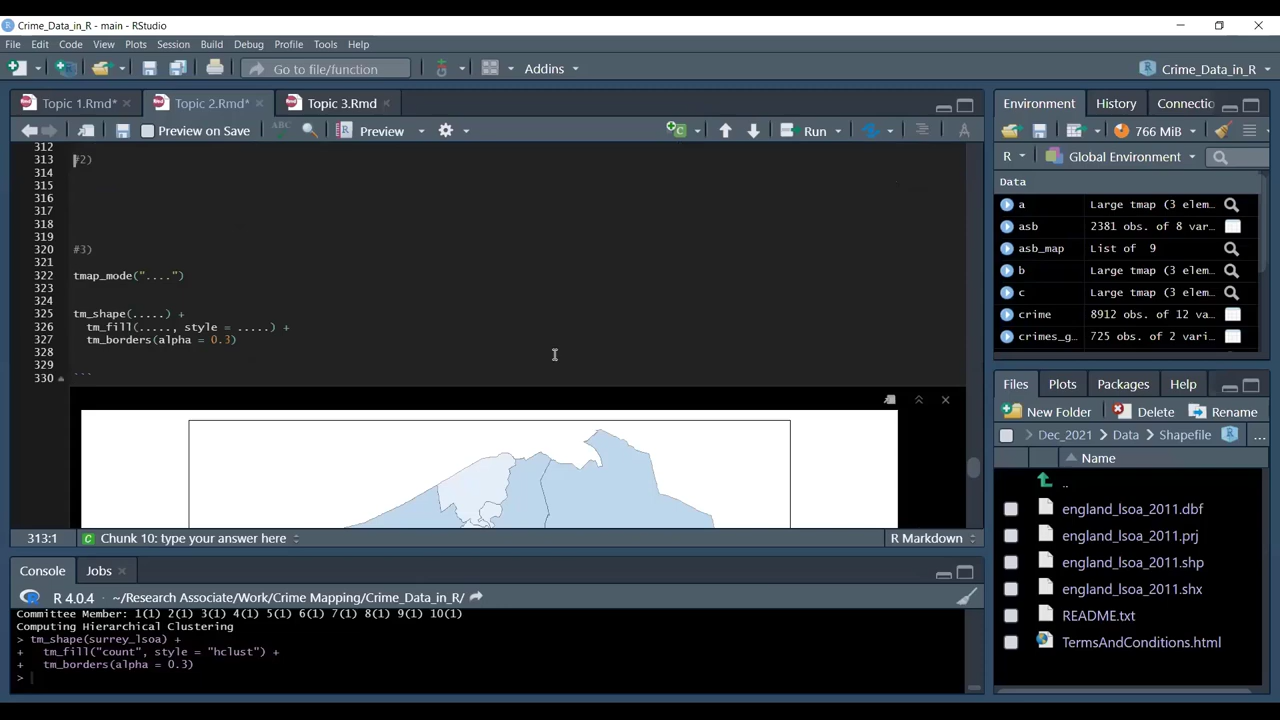 Crime_Data_in_R - main - RStudio
File Edit Code View Plots Session Build Debug Profile Tools Help
Go to file/function Addins Crime_Data_in_R
Topic 1.Rmd* Topic 2.Rmd* Topic 3.Rmd
Preview on Save ABC Preview Run
312
313 #2)
314
315
316
317
318
319
320 #3)
321
322 tmap_mode("....")
323
324
325 tm_shape(.....) +
326 tm_fill(....., style = .....) +
327 tm_borders(alpha = 0.3)
328
329
330 ```
313:1 Chunk 10: type your answer here R Markdown
Console Jobs
R 4.0.4 · ~/Research Associate/Work/Crime Mapping/Crime_Data_in_R/
Committee Member: 1(1) 2(1) 3(1) 4(1) 5(1) 6(1) 7(1) 8(1) 9(1) 10(1)
Computing Hierarchical Clustering
> tm_shape(surrey_lsoa) +
+ tm_fill("count", style = "hclust") +
+ tm_borders(alpha = 0.3)
>
Environment History Connectio
766 MiB
R Global Environment
Data
a Large tmap (3 elem…
asb 2381 obs. of 8 var…
asb_map List of 9
b Large tmap (3 elem…
c Large tmap (3 elem…
crime 8912 obs. of 12 var…
crimes_g… 725 obs. of 2 vari…
Files Plots Packages Help
New Folder Delete Rename
Dec_2021 Data Shapefile R ...
Name
..
england_lsoa_2011.dbf
england_lsoa_2011.prj
england_lsoa_2011.shp
england_lsoa_2011.shx
README.txt
TermsAndConditions.html